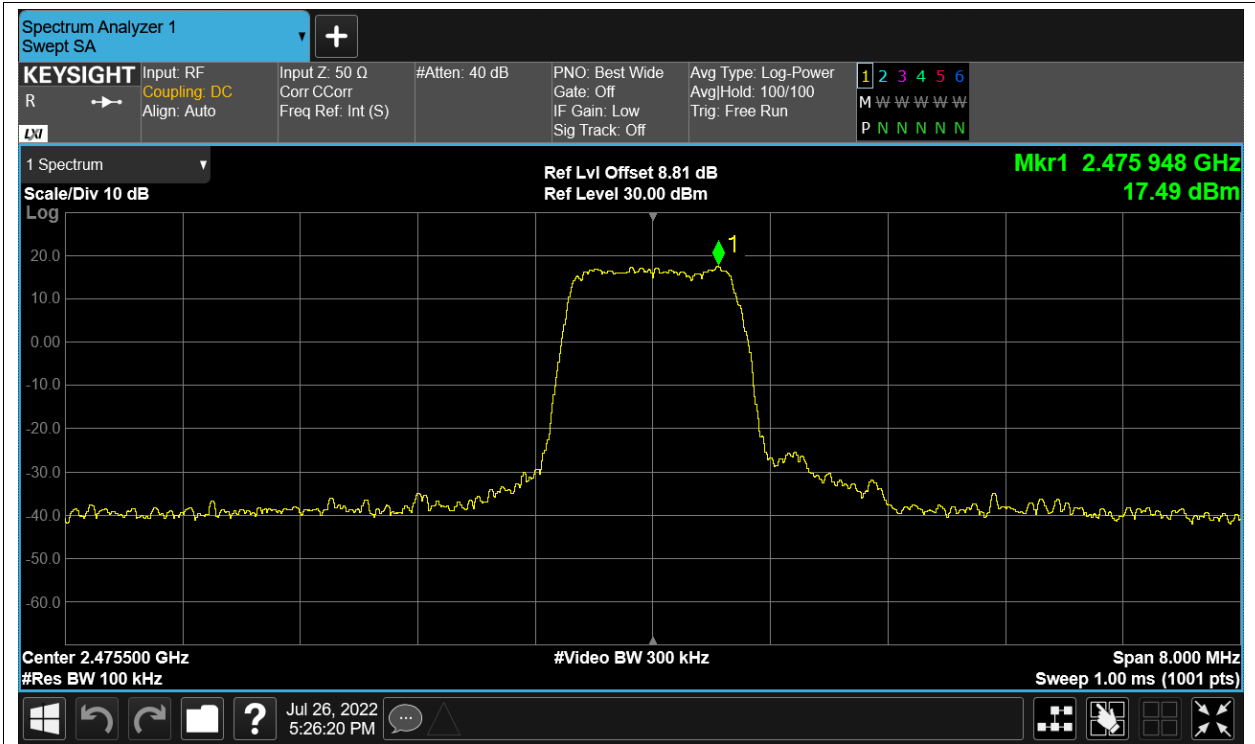 Spectrum Analyzer 1
Swept SA
+
KEYSIGHT
R
LXI
Input: RF
Coupling: DC
Align: Auto
Input Z: 50 Ω
Corr CCorr
Freq Ref: Int (S)
#Atten: 40 dB
PNO: Best Wide
Gate: Off
IF Gain: Low
Sig Track: Off
Avg Type: Log-Power
Avg|Hold: 100/100
Trig: Free Run
1 2 3 4 5 6
M W W W W W
P N N N N N
1 Spectrum
Scale/Div 10 dB
Log
Ref Lvl Offset 8.81 dB
Ref Level 30.00 dBm
Mkr1 2.475 948 GHz
17.49 dBm
1
20.0
10.0
0.00
-10.0
-20.0
-30.0
-40.0
-50.0
-60.0
Center 2.475500 GHz
#Res BW 100 kHz
#Video BW 300 kHz
Span 8.000 MHz
Sweep 1.00 ms (1001 pts)
?
Jul 26, 2022
5:26:20 PM